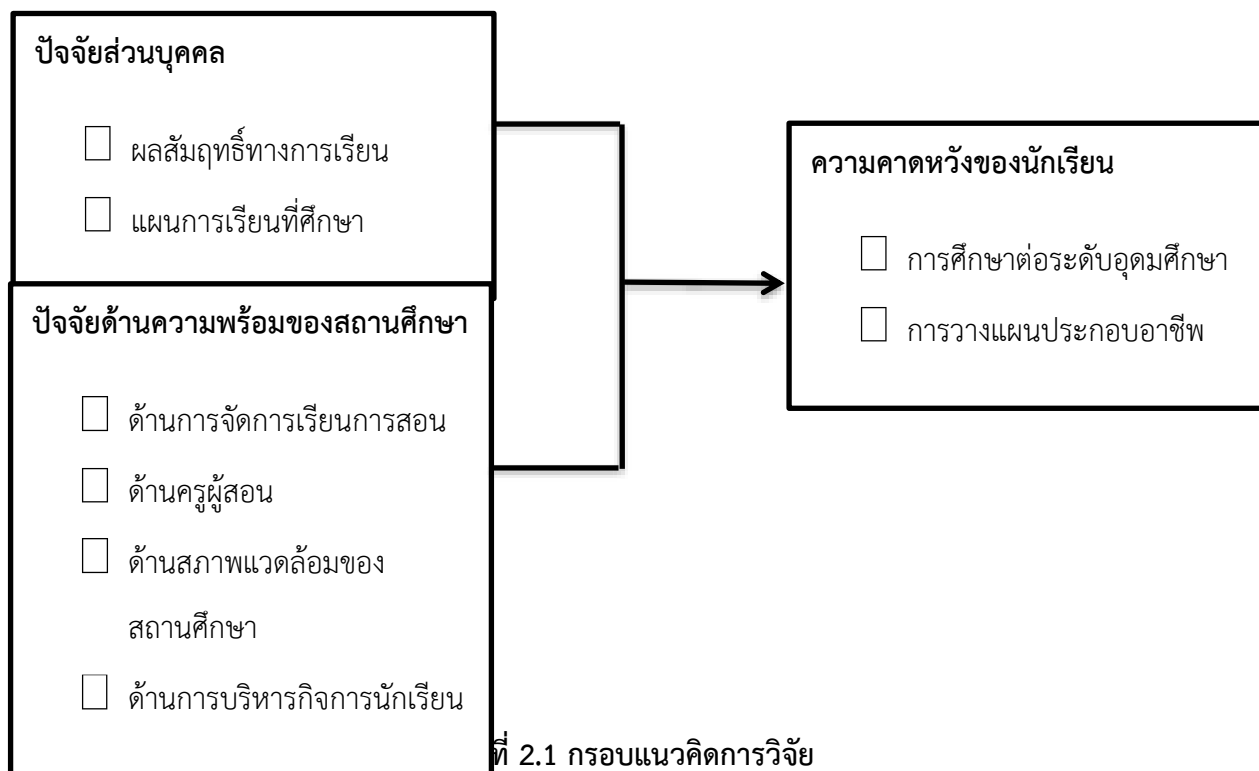 ปัจจัยส่วนบุคคล
ผลสัมฤทธิ์ทางการเรียน
แผนการเรียนที่ศึกษา
ปัจจัยด้านความพร้อมของสถานศึกษา
ด้านการจัดการเรียนการสอน
ด้านครูผู้สอน
ด้านสภาพแวดล้อมของ
สถานศึกษา
ด้านการบริหารกิจการนักเรียน
ความคาดหวังของนักเรียน
การศึกษาต่อระดับอุดมศึกษา
การวางแผนประกอบอาชีพ
ที่ 2.1 กรอบแนวคิดการวิจัย